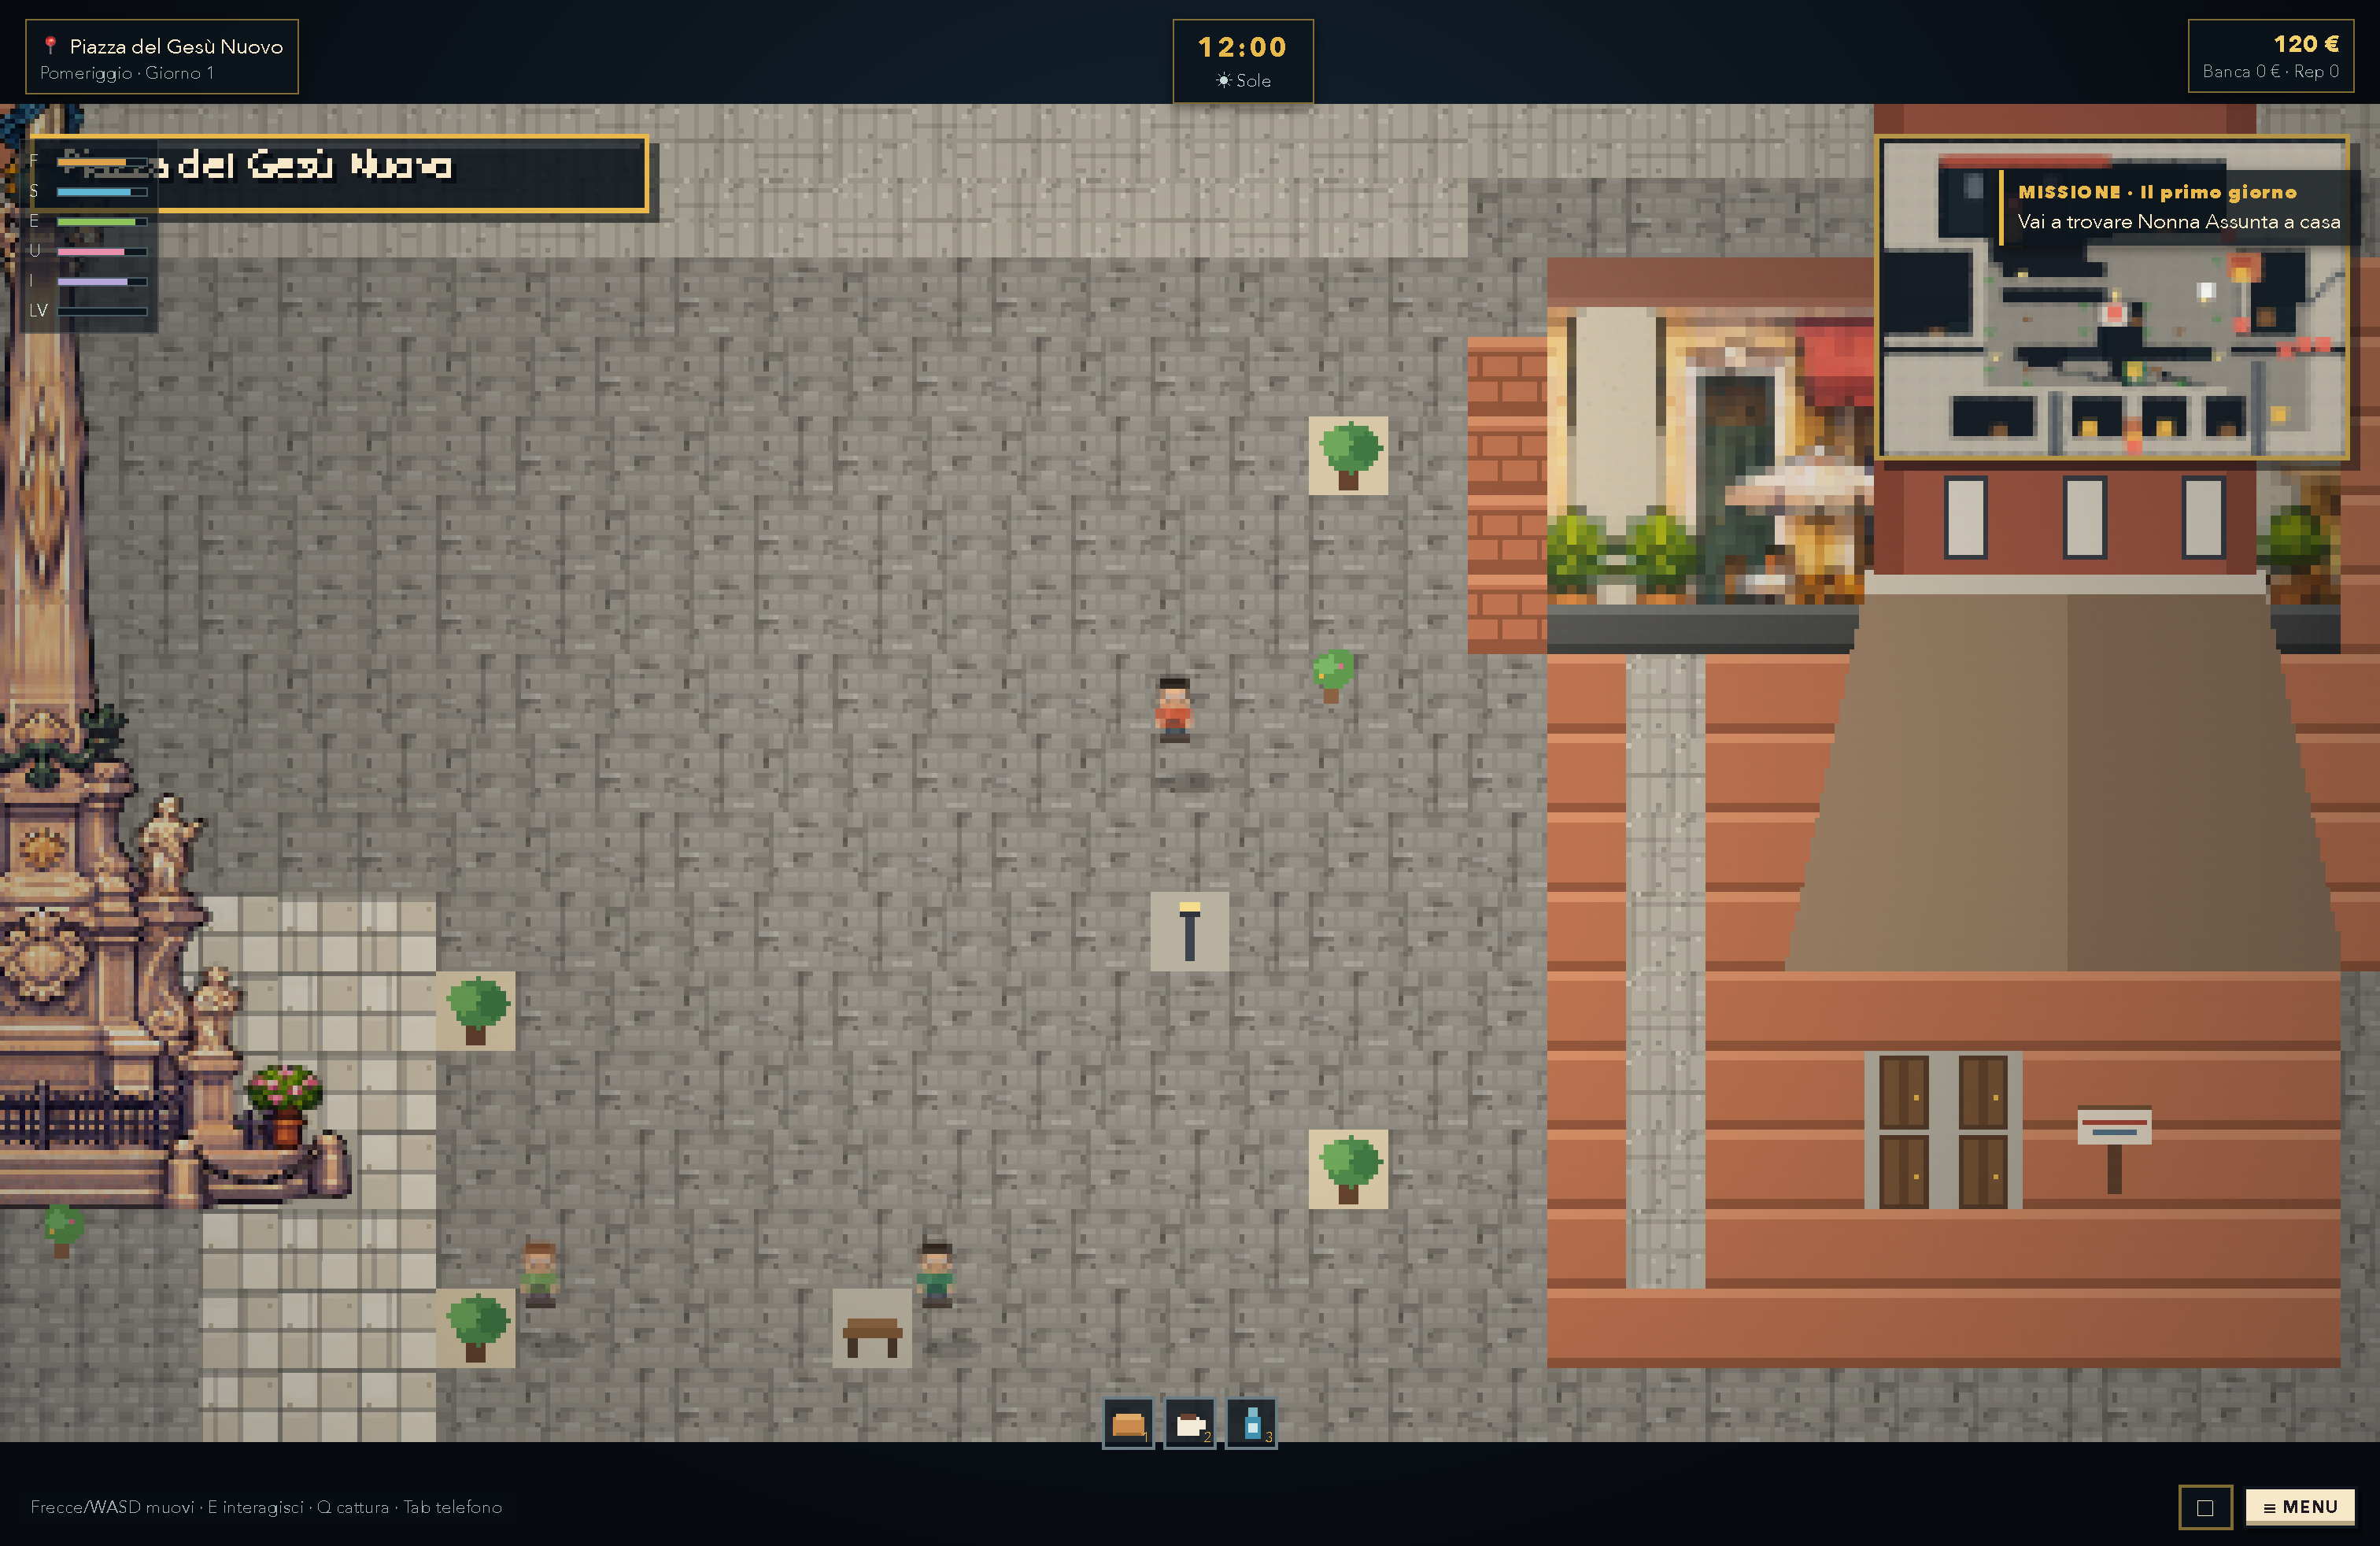 Piazza del Gesù Nuovo
Pomeriggio · Giorno 1
12:00
Sole
120 €
Banca 0 € · Rep 0
del Gesù Nuovo
F
S
E
U
I
LV
MISSIONE · Il primo giorno
Vai a trovare Nonna Assunta a casa
1
2
3
Frecce/WASD muovi · E interagisci · Q cattura · Tab telefono
≡ MENU